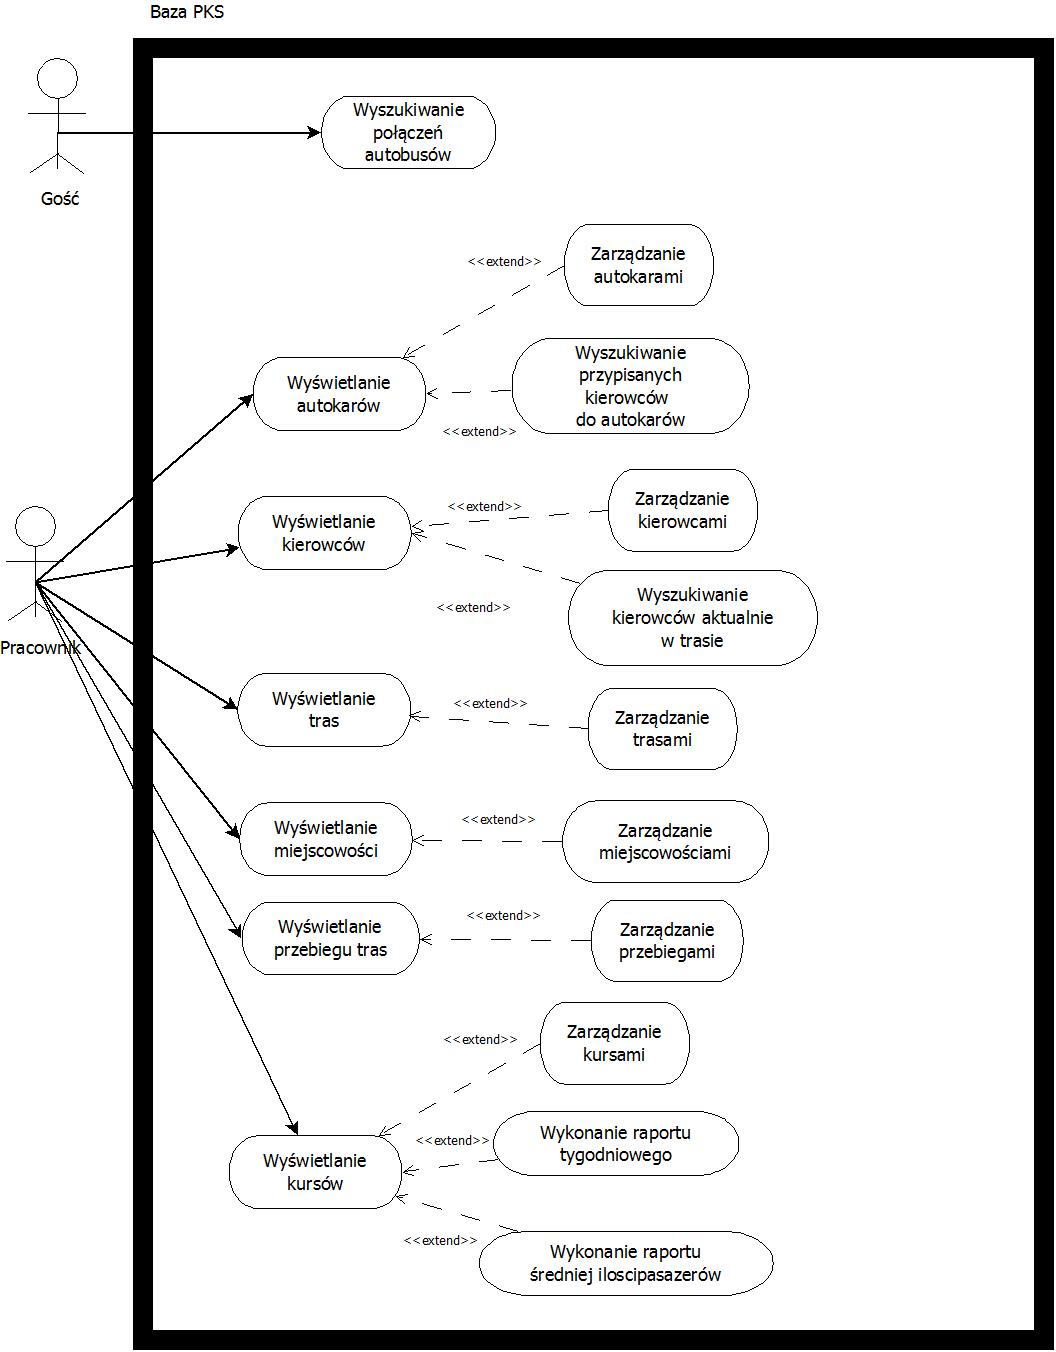 Baza PKS
Gość
Wyszukiwanie
połączeń
autobusów
<<extend>>
Zarządzanie
autokarami
Wyświetlanie
autokarów
Wyszukiwanie
przypisanych
kierowców
do autokarów
<<extend>>
Pracownik
Wyświetlanie
kierowców
<<extend>>
Zarządzanie
kierowcami
<<extend>>
Wyszukiwanie
kierowców aktualnie
w trasie
Wyświetlanie
tras
<<extend>>
Zarządzanie
trasami
Wyświetlanie
miejscowości
<<extend>>
Zarządzanie
miejscowościami
Wyświetlanie
przebiegu tras
<<extend>>
Zarządzanie
przebiegami
<<extend>>
Zarządzanie
kursami
Wyświetlanie
kursów
<<extend>>
Wykonanie raportu
tygodniowego
<<extend>>
Wykonanie raportu
średniej iloscipasazerów